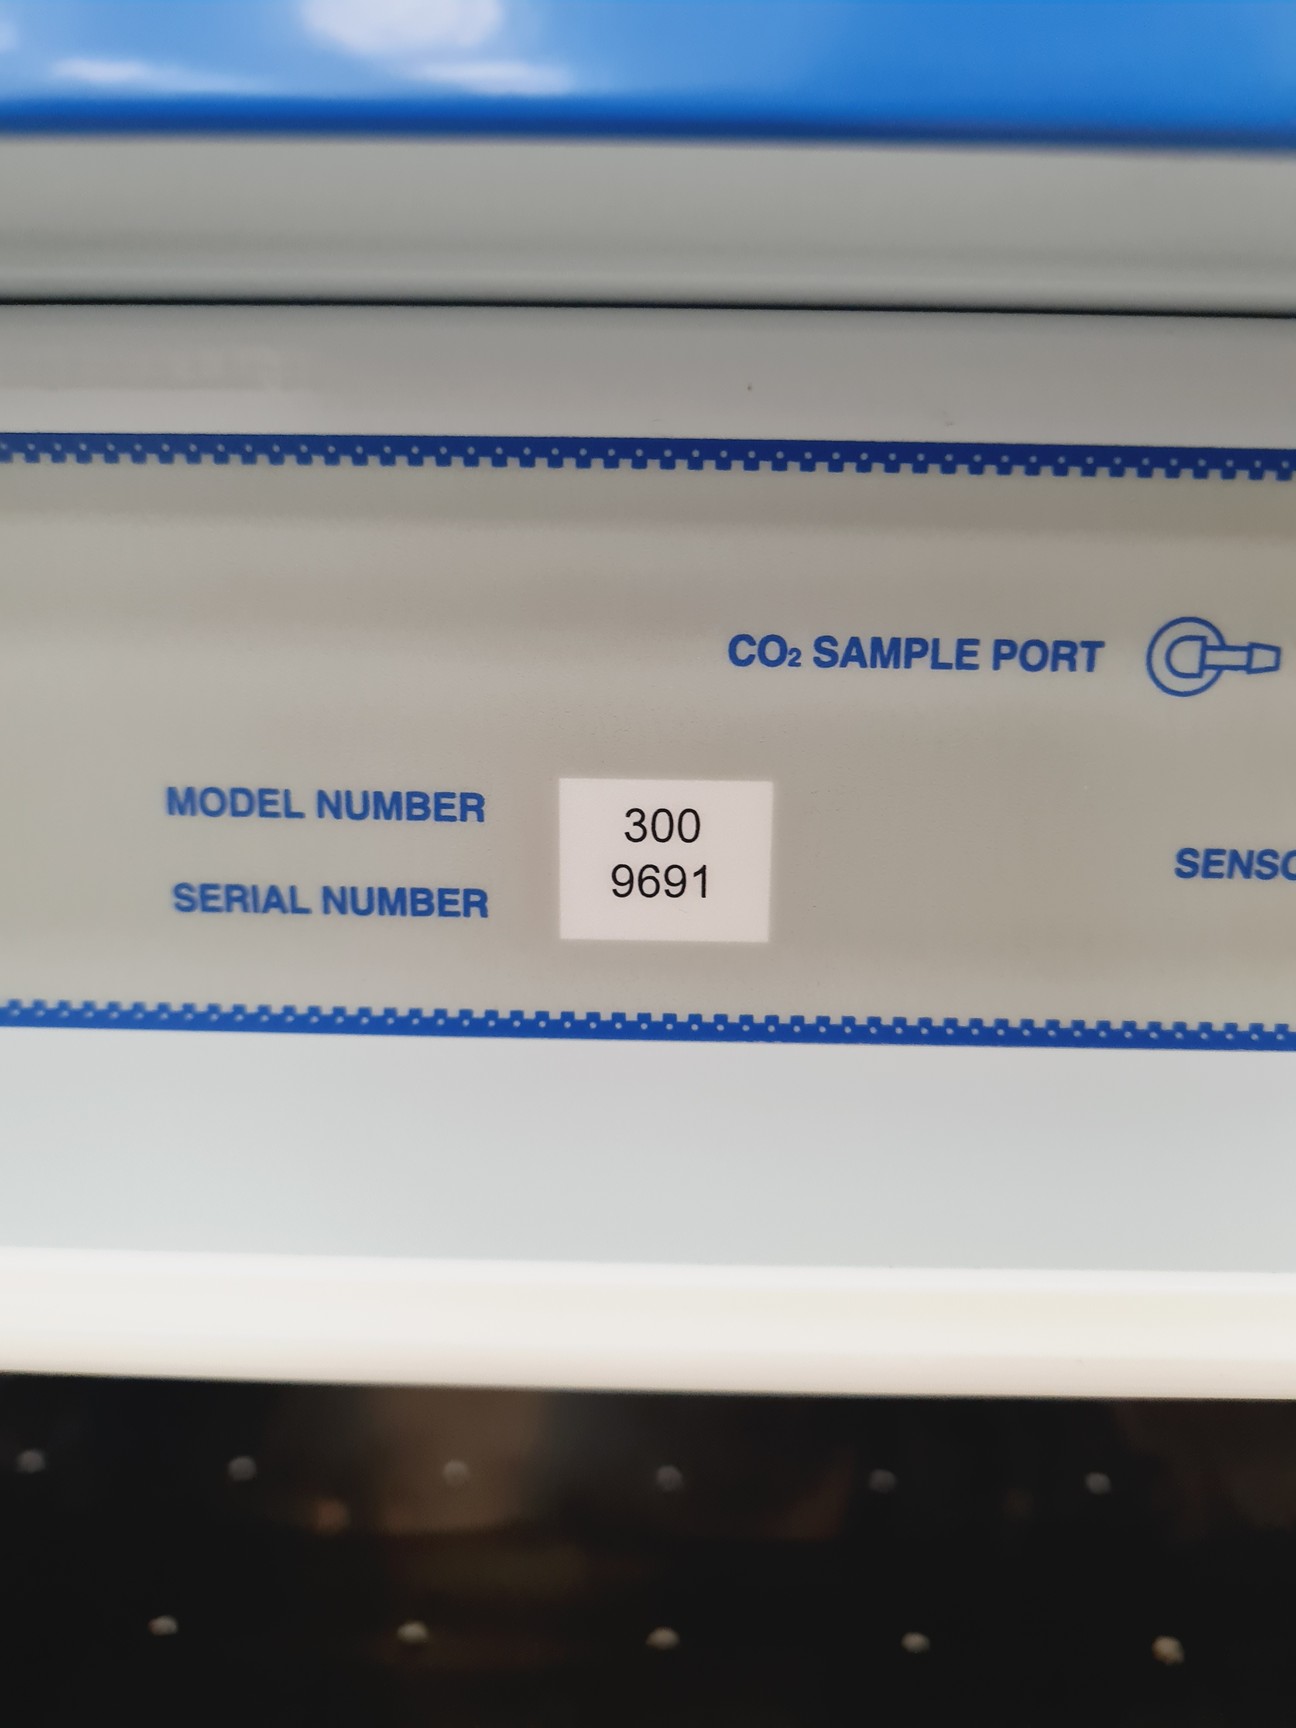 CO₂ SAMPLE PORT
MODEL NUMBER 300
SERIAL NUMBER 9691